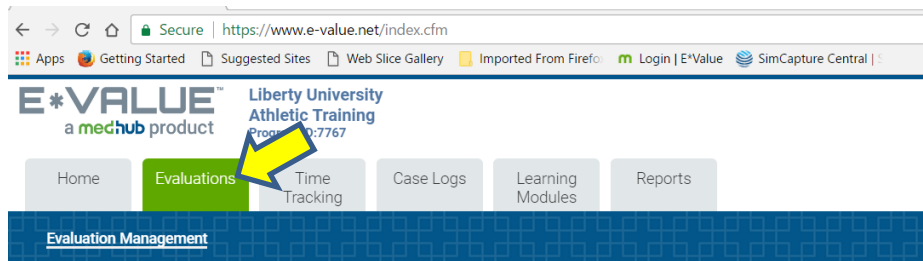 Secure | https://www.e-value.net/index.cfm
Apps Getting Started Suggested Sites Web Slice Gallery Imported From Firefo m Login | E*Value SimCapture Central |
E*VALUE™ Liberty University
a medhub product Athletic Training
7767
Home Evaluations Time Tracking Case Logs Learning Modules Reports
Evaluation Management